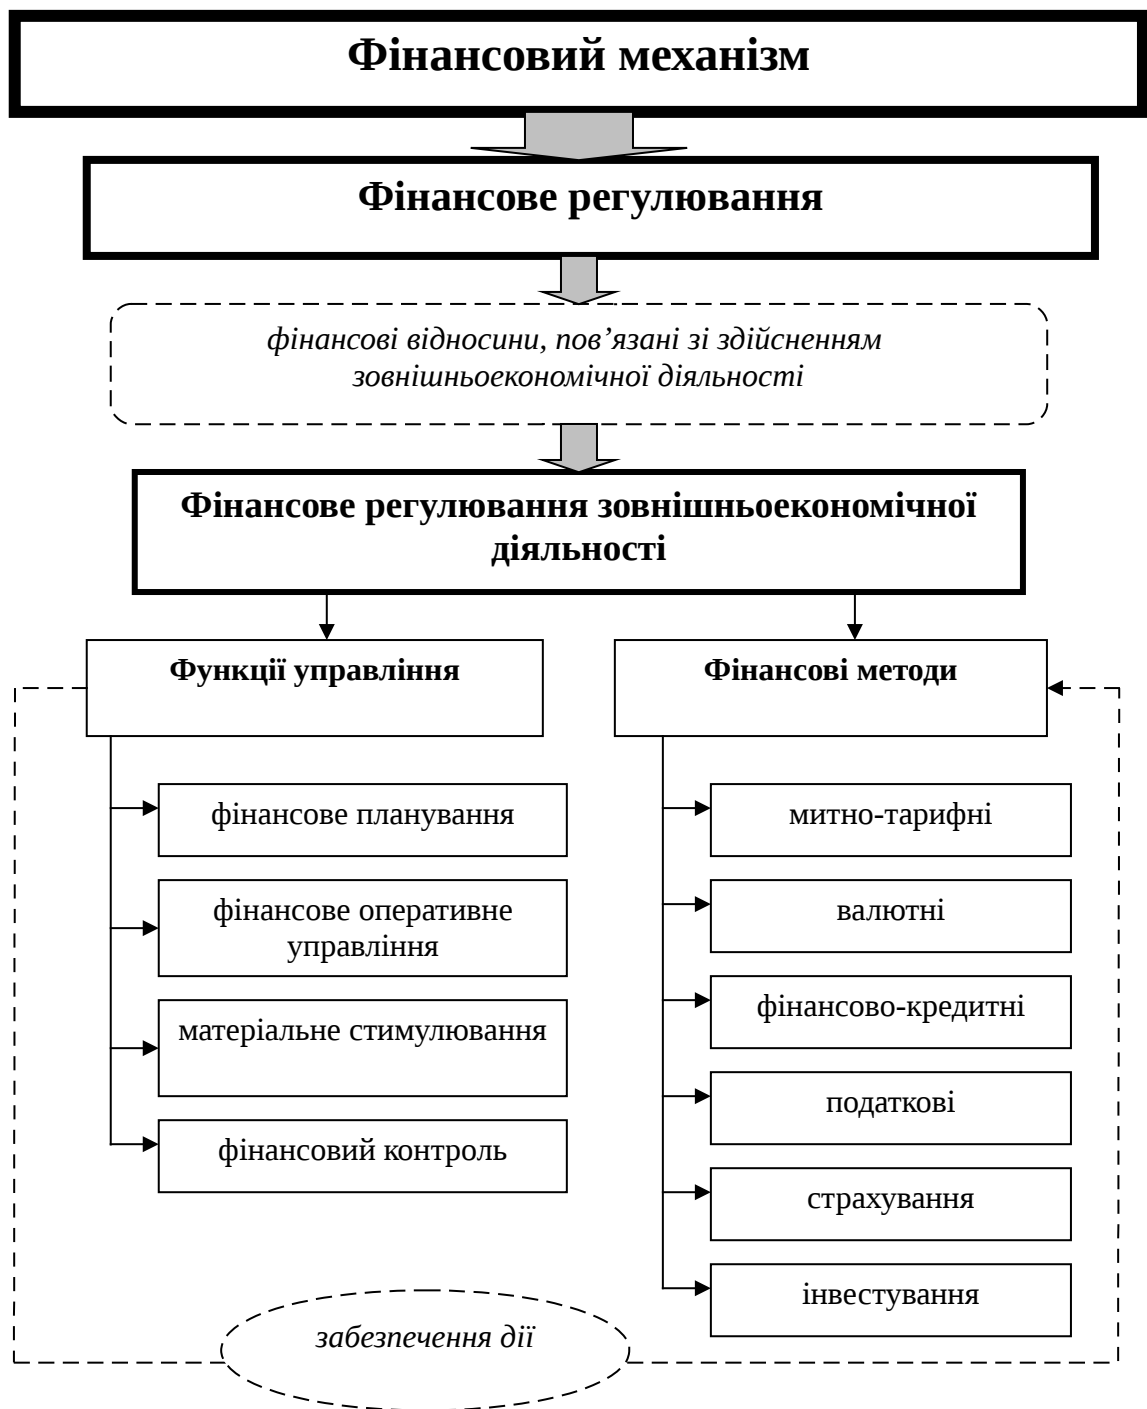 Фінансовий механізм
Фінансове регулювання
фінансові відносини, пов’язані зі здійсненням
зовнішньоекономічної діяльності
Фінансове регулювання зовнішньоекономічної
діяльності
Функції управління
фінансове планування
фінансове оперативне
управління
матеріальне стимулювання
фінансовий контроль
Фінансові методи
митно-тарифні
валютні
фінансово-кредитні
податкові
страхування
інвестування
забезпечення дії